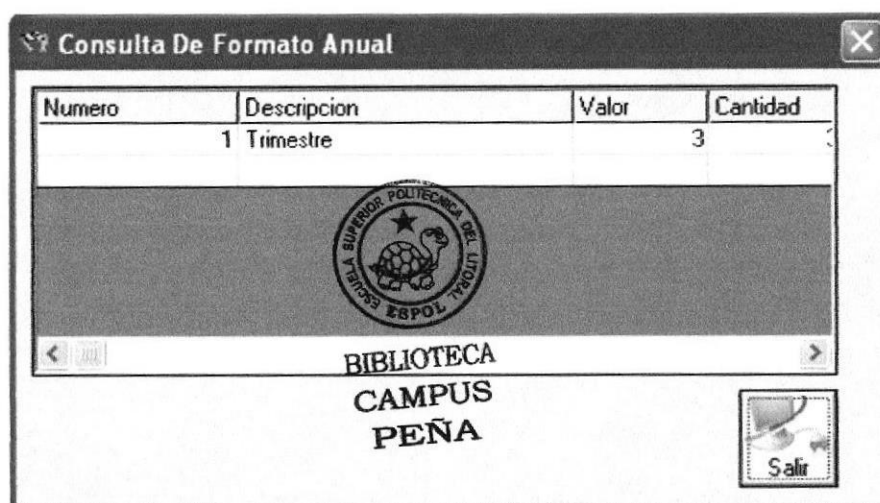 Consulta De Formato Anual
Numero Descripcion Valor Cantidad
1 Trimestre 3
ESCUELA SUPERIOR POLITECNICA DEL LITORAL
ESPOL
BIBLIOTECA
CAMPUS
PEÑA
Salir